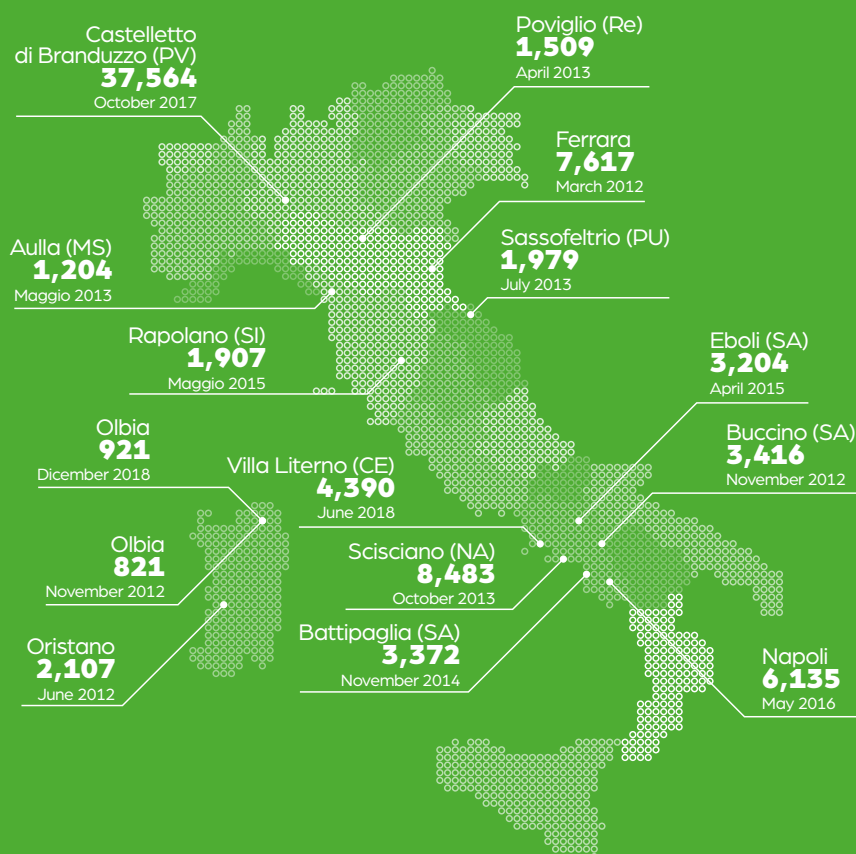 Castelletto
di Branduzzo (PV)
37,564
October 2017
Poviglio (Re)
1,509
April 2013
Ferrara
7,617
March 2012
Aulla (MS)
1,204
Maggio 2013
Sassofeltrio (PU)
1,979
July 2013
Rapolano (SI)
1,907
Maggio 2015
Eboli (SA)
3,204
April 2015
Olbia
921
Dicember 2018
Villa Literno (CE)
4,390
June 2018
Buccino (SA)
3,416
November 2012
Olbia
821
November 2012
Scisciano (NA)
8,483
October 2013
Oristano
2,107
June 2012
Battipaglia (SA)
3,372
November 2014
Napoli
6,135
May 2016